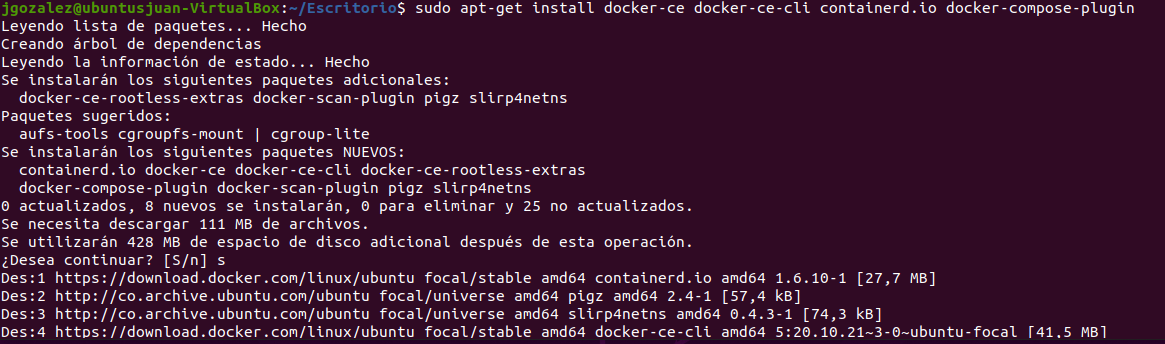 jgozalez@ubuntusjuan-VirtualBox:~/Escritorio$ sudo apt-get install docker-ce docker-ce-cli containerd.io docker-compose-plugin
Leyendo lista de paquetes... Hecho
Creando árbol de dependencias
Leyendo la información de estado... Hecho
Se instalarán los siguientes paquetes adicionales:
  docker-ce-rootless-extras docker-scan-plugin pigz slirp4netns
Paquetes sugeridos:
  aufs-tools cgroupfs-mount | cgroup-lite
Se instalarán los siguientes paquetes NUEVOS:
  containerd.io docker-ce docker-ce-cli docker-ce-rootless-extras
  docker-compose-plugin docker-scan-plugin pigz slirp4netns
0 actualizados, 8 nuevos se instalarán, 0 para eliminar y 25 no actualizados.
Se necesita descargar 111 MB de archivos.
Se utilizarán 428 MB de espacio de disco adicional después de esta operación.
¿Desea continuar? [S/n] s
Des:1 https://download.docker.com/linux/ubuntu focal/stable amd64 containerd.io amd64 1.6.10-1 [27,7 MB]
Des:2 http://co.archive.ubuntu.com/ubuntu focal/universe amd64 pigz amd64 2.4-1 [57,4 kB]
Des:3 http://co.archive.ubuntu.com/ubuntu focal/universe amd64 slirp4netns amd64 0.4.3-1 [74,3 kB]
Des:4 https://download.docker.com/linux/ubuntu focal/stable amd64 docker-ce-cli amd64 5:20.10.21~3-0~ubuntu-focal [41,5 MB]